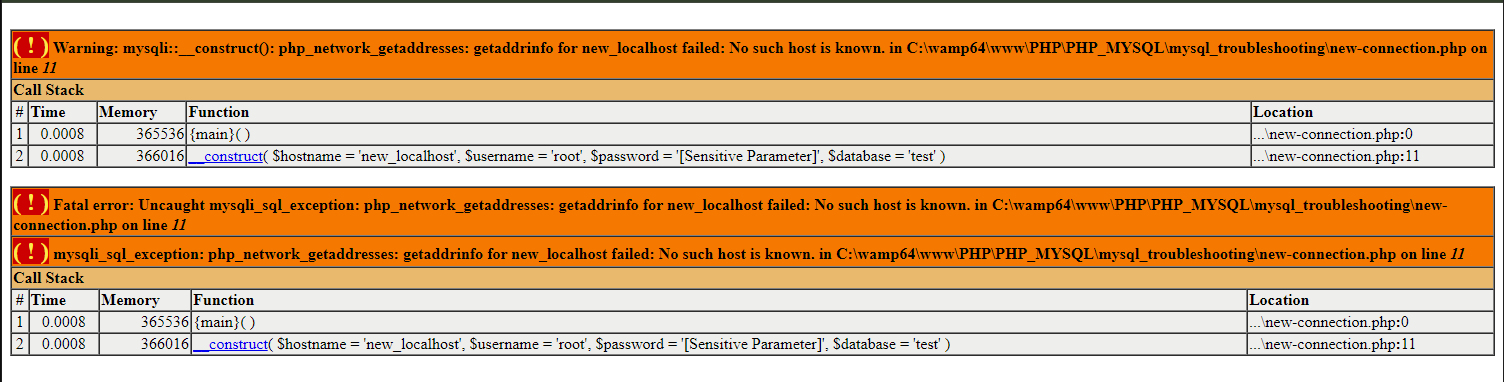 ( ! ) Warning: mysqli::__construct(): php_network_getaddresses: getaddrinfo for new_localhost failed: No such host is known. in C:\wamp64\www\PHP\PHP_MYSQL\mysql_troubleshooting\new-connection.php on
line 11
Call Stack
# Time Memory Function Location
1 0.0008 365536 {main}( ) ...\new-connection.php:0
2 0.0008 366016 __construct( $hostname = 'new_localhost', $username = 'root', $password = '[Sensitive Parameter]', $database = 'test' ) ...\new-connection.php:11
( ! ) Fatal error: Uncaught mysqli_sql_exception: php_network_getaddresses: getaddrinfo for new_localhost failed: No such host is known. in C:\wamp64\www\PHP\PHP_MYSQL\mysql_troubleshooting\new-
connection.php on line 11
( ! ) mysqli_sql_exception: php_network_getaddresses: getaddrinfo for new_localhost failed: No such host is known. in C:\wamp64\www\PHP\PHP_MYSQL\mysql_troubleshooting\new-connection.php on line 11
Call Stack
# Time Memory Function Location
1 0.0008 365536 {main}( ) ...\new-connection.php:0
2 0.0008 366016 __construct( $hostname = 'new_localhost', $username = 'root', $password = '[Sensitive Parameter]', $database = 'test' ) ...\new-connection.php:11